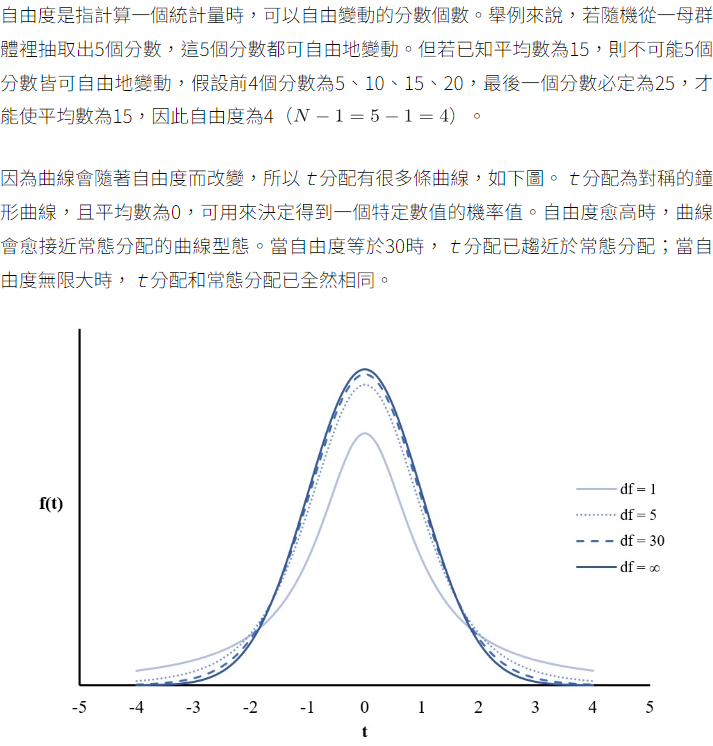 自由度是指計算一個統計量時，可以自由變動的分數個數。舉例來說，若隨機從一母群
體裡抽取出5個分數，這5個分數都可自由地變動。但若已知平均數為15，則不可能5個
分數皆可自由地變動，假設前4個分數為5、10、15、20，最後一個分數必定為25，才
能使平均數為15，因此自由度為4（N − 1 = 5 − 1 = 4）。
因為曲線會隨著自由度而改變，所以 t分配有很多條曲線，如下圖。 t分配為對稱的鐘
形曲線，且平均數為0，可用來決定得到一個特定數值的機率值。自由度愈高時，曲線
會愈接近常態分配的曲線型態。當自由度等於30時， t分配已趨近於常態分配；當自
由度無限大時， t分配和常態分配已全然相同。
f(t)
df = 1
df = 5
df = 30
df = ∞
-5 -4 -3 -2 -1 0 1 2 3 4 5
t